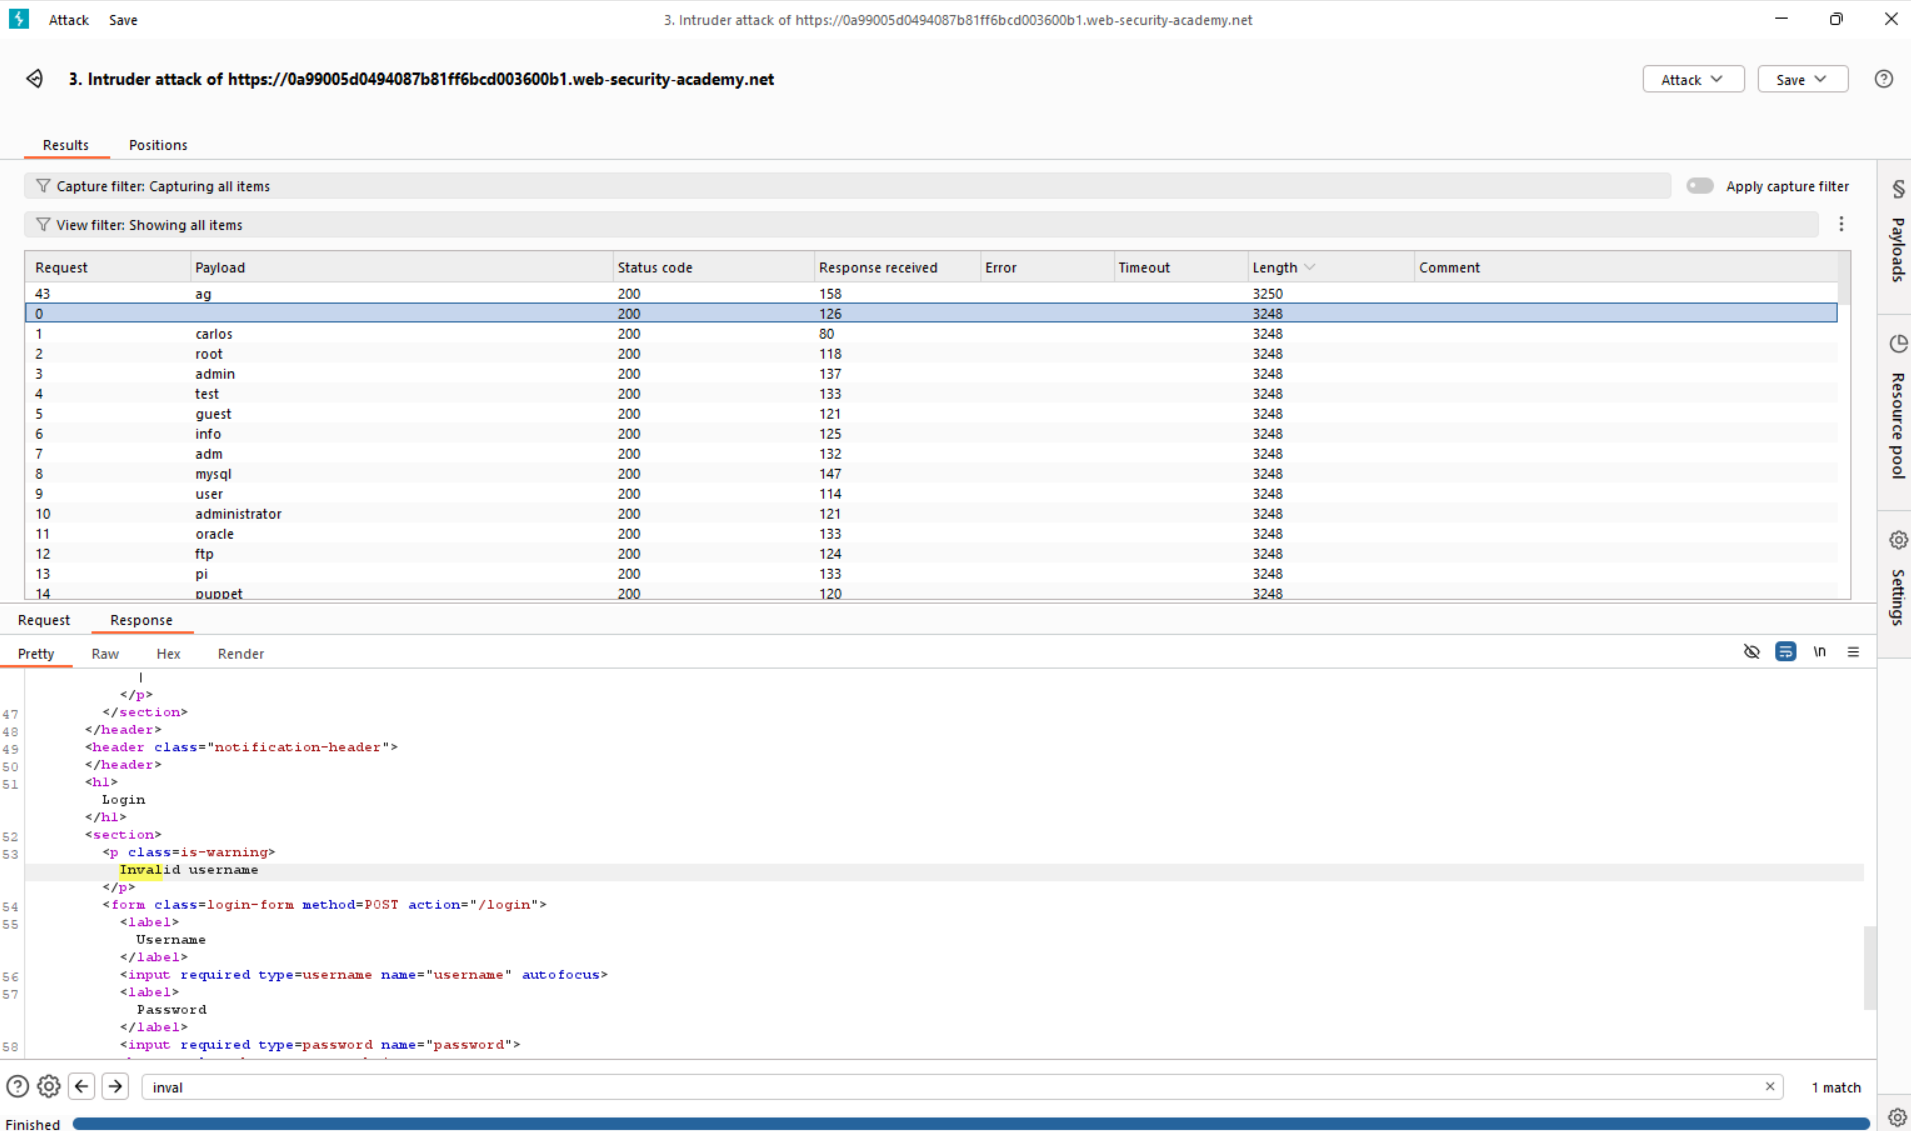 Attack Save 3. Intruder attack of https://0a99005d0494087b81ff6bcd003600b1.web-security-academy.net
3. Intruder attack of https://0a99005d0494087b81ff6bcd003600b1.web-security-academy.net Attack Save
Results Positions
Capture filter: Capturing all items Apply capture filter
View filter: Showing all items
Request Payload Status code Response received Error Timeout Length Comment
43 ag 200 158 3250
0 200 126 3248
1 carlos 200 80 3248
2 root 200 118 3248
3 admin 200 137 3248
4 test 200 133 3248
5 guest 200 121 3248
6 info 200 125 3248
7 adm 200 132 3248
8 mysql 200 147 3248
9 user 200 114 3248
10 administrator 200 121 3248
11 oracle 200 133 3248
12 ftp 200 124 3248
13 pi 200 133 3248
14 puppet 200 120 3248
Payloads
Resource pool
Settings
Request Response
Pretty Raw Hex Render \n
|
</p>
47 </section>
48 </header>
49 <header class="notification-header">
50 </header>
51 <h1>
Login
</h1>
52 <section>
53 <p class=is-warning>
Invalid username
</p>
54 <form class=login-form method=POST action="/login">
55 <label>
Username
</label>
56 <input required type=username name="username" autofocus>
57 <label>
Password
</label>
58 <input required type=password name="password">
inval 1 match
Finished